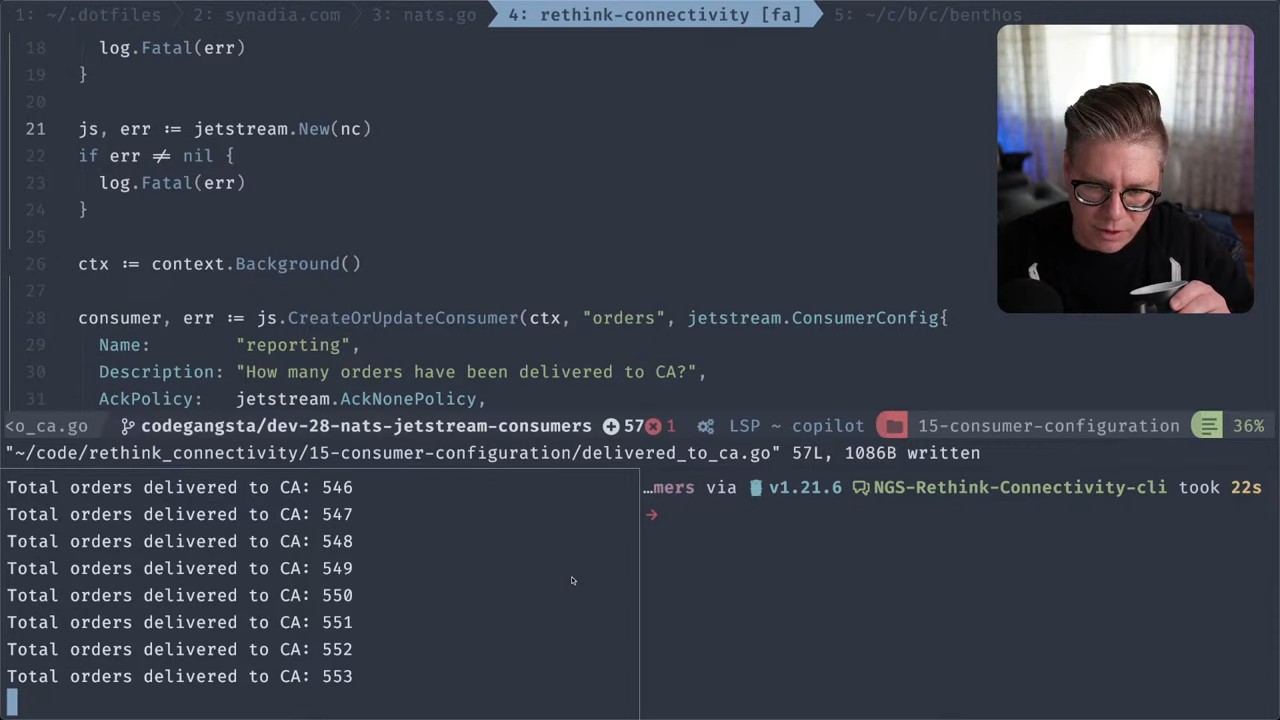 1: ~/.dotfiles 2: synadia.com 3: nats.go 4: rethink-connectivity [fa] 5: ~/c/b/c/benthos
18 log.Fatal(err)
19 }
20
21 js, err := jetstream.New(nc)
22 if err ≠ nil {
23 log.Fatal(err)
24 }
25
26 ctx := context.Background()
27
28 consumer, err := js.CreateOrUpdateConsumer(ctx, "orders", jetstream.ConsumerConfig{
29 Name: "reporting",
30 Description: "How many orders have been delivered to CA?",
31 AckPolicy: jetstream.AckNonePolicy,
<o_ca.go codegangsta/dev-28-nats-jetstream-consumers 57 1 LSP ~ copilot 15-consumer-configuration 36%
"~/code/rethink_connectivity/15-consumer-configuration/delivered_to_ca.go" 57L, 1086B written
Total orders delivered to CA: 546
Total orders delivered to CA: 547
Total orders delivered to CA: 548
Total orders delivered to CA: 549
Total orders delivered to CA: 550
Total orders delivered to CA: 551
Total orders delivered to CA: 552
Total orders delivered to CA: 553
…mers via v1.21.6 NGS-Rethink-Connectivity-cli took 22s
→